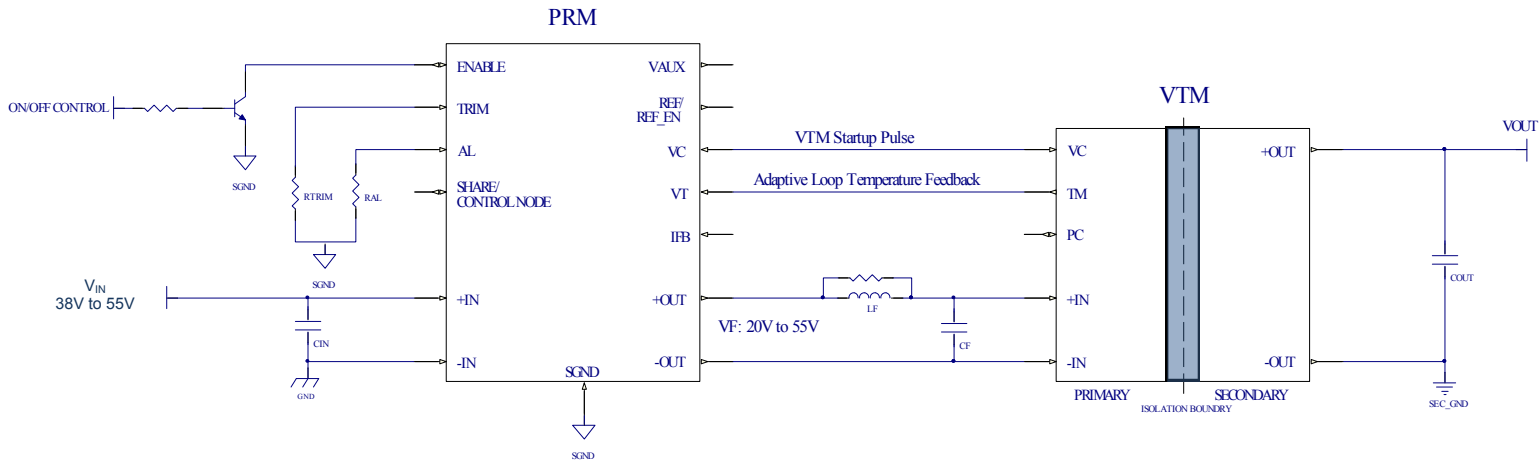 PRM
ENABLE
VAUX
ON/OFF CONTROL
TRIM
REF/
REF_EN
VTM
VOUT
VTM Startup Pulse
AL
VC
VC
+OUT
SGND
SHARE/
CONTROL NODE
Adaptive Loop Temperature Feedback
VT
TM
RTRIM
RAL
IFB
PC
SGND
COUT
VIN
38V to 55V
+IN
+OUT
LF
+IN
VF: 20V to 55V
CIN
CF
-IN
-OUT
-IN
-OUT
SGND
GND
PRIMARY
SECONDARY
ISOLATION BOUNDRY
SEC_GND
SGND